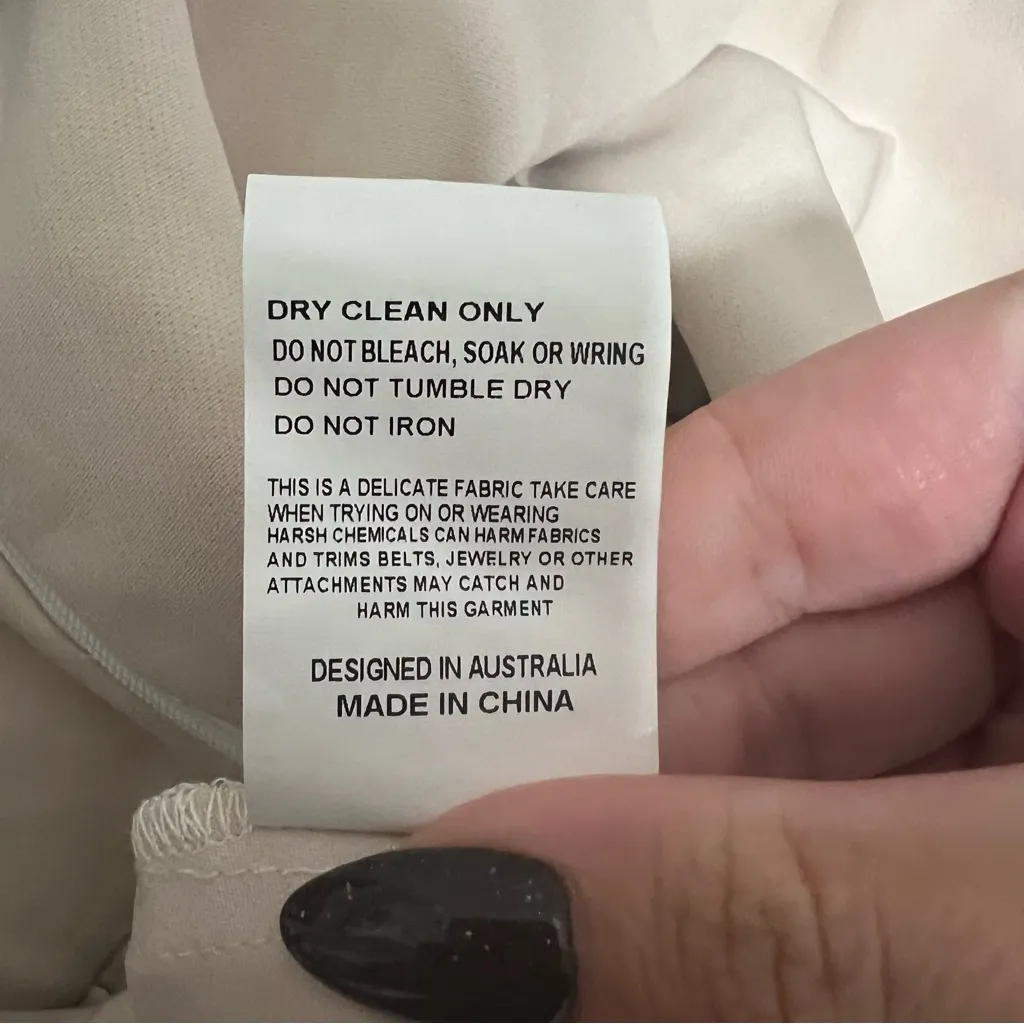 DRY CLEAN ONLY
DO NOT BLEACH, SOAK OR WRING
DO NOT TUMBLE DRY
DO NOT IRON
THIS IS A DELICATE FABRIC TAKE CARE
WHEN TRYING ON OR WEARING
HARSH CHEMICALS CAN HARM FABRICS
AND TRIMS BELTS, JEWELRY OR OTHER
ATTACHMENTS MAY CATCH AND
HARM THIS GARMENT
DESIGNED IN AUSTRALIA
MADE IN CHINA